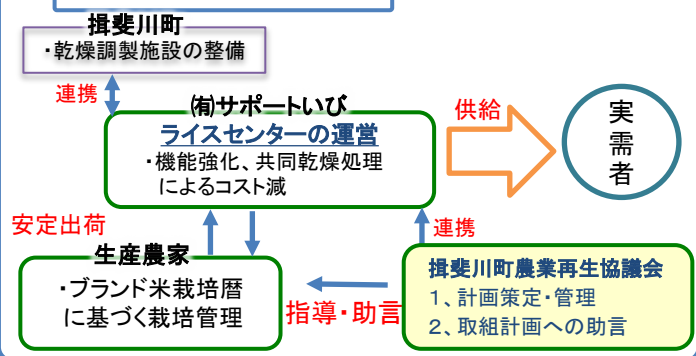 揖斐川町
・乾燥調製施設の整備
連携
㈲サポートいび
ライスセンターの運営
・機能強化、共同乾燥処理
によるコスト減
供給
実
需
者
安定出荷
連携
生産農家
・ブランド米栽培暦
に基づく栽培管理
指導・助言
揖斐川町農業再生協議会
1、計画策定・管理
2、取組計画への助言